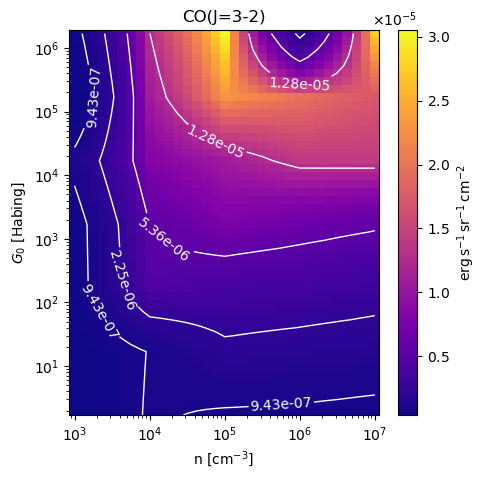 CO(J=3-2)
×10⁻⁵
10⁶
10⁵
10⁴
10³
10²
10¹
G₀ [Habing]
9.43e-07
1.28e-05
1.28e-05
5.36e-06
2.25e-06
9.43e-07
9.43e-07
10³
10⁴
10⁵
10⁶
10⁷
n [cm⁻³]
3.0
2.5
2.0
1.5
1.0
0.5
erg s⁻¹ sr⁻¹ cm⁻²